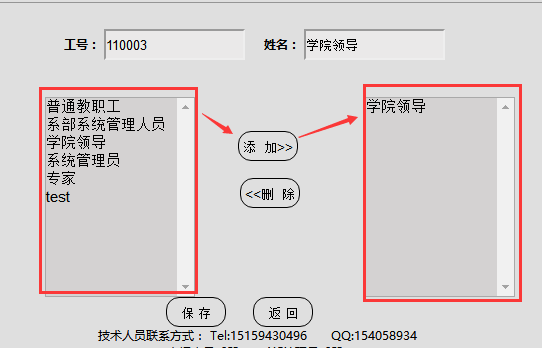 工号： 110003 姓名： 学院领导
普通教职工
系部系统管理人员
学院领导
系统管理员
专家
test
添 加>>
<<删 除
学院领导
保 存 返 回
技术人员联系方式： Tel:15159430496 QQ:154058934